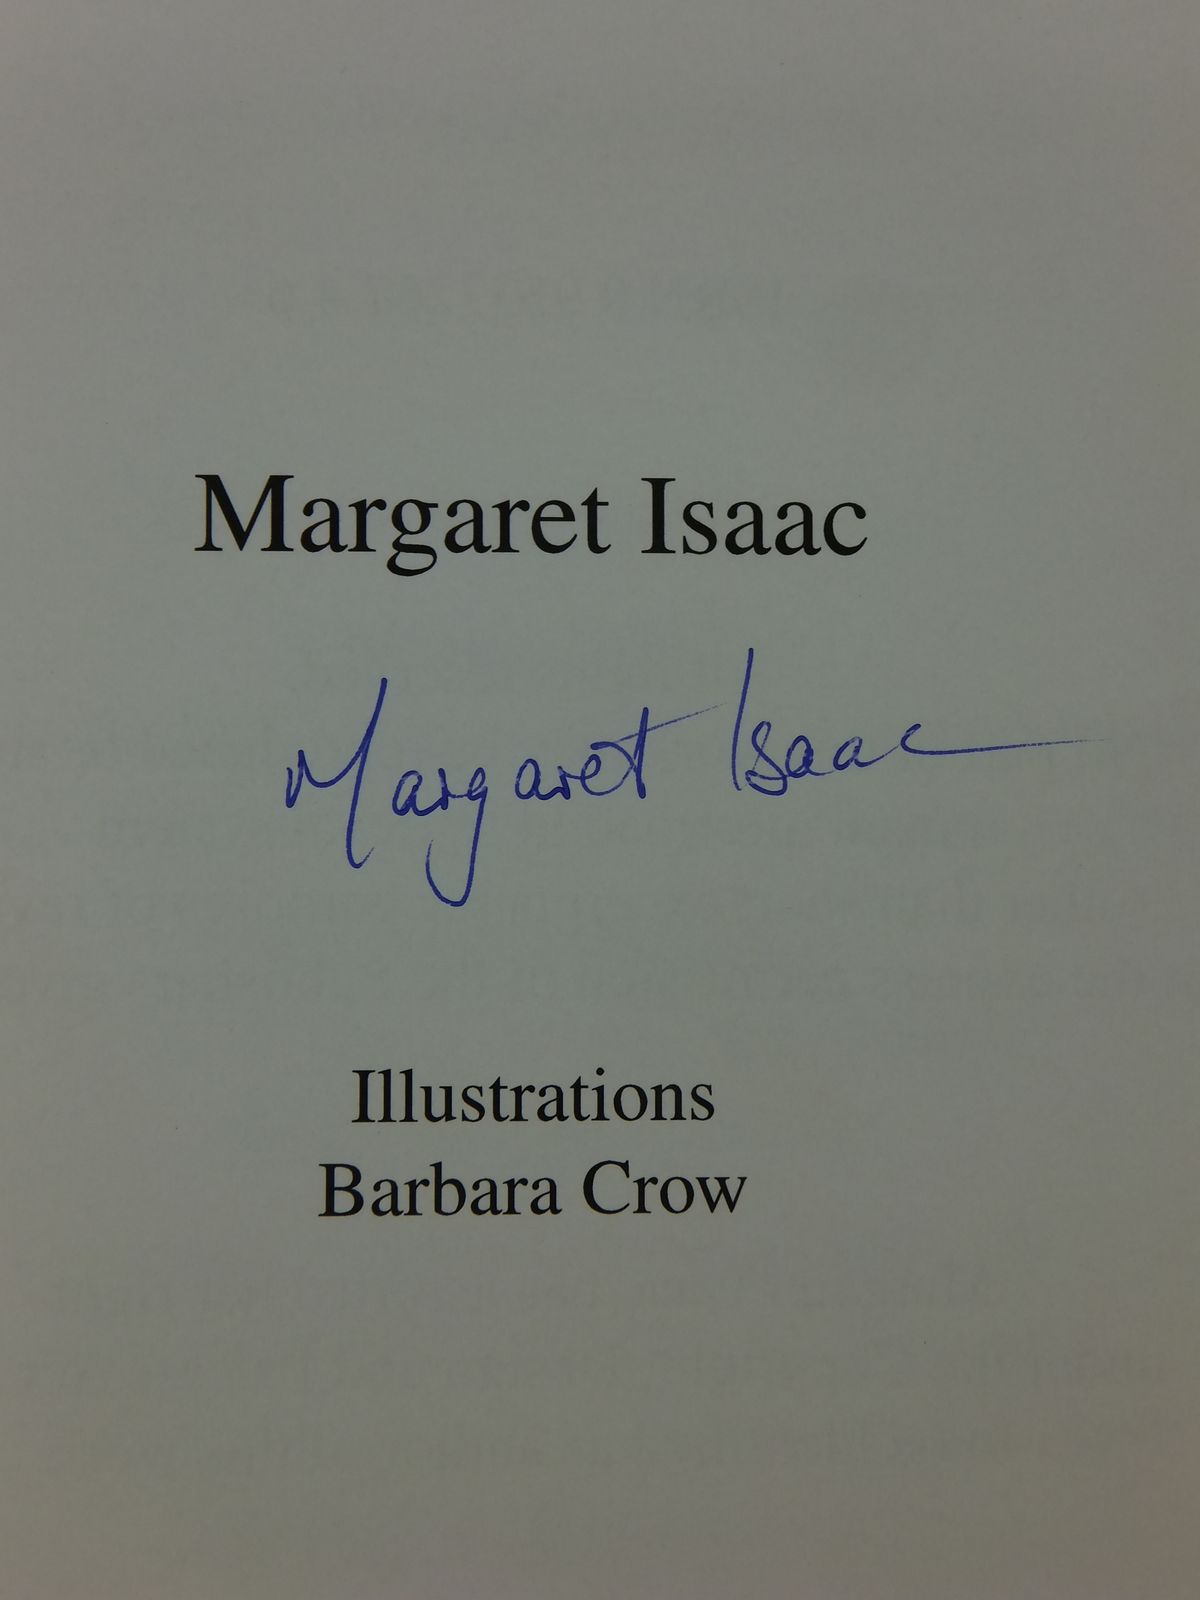 Margaret Isaac
Margaret Isaac
Illustrations
Barbara Crow